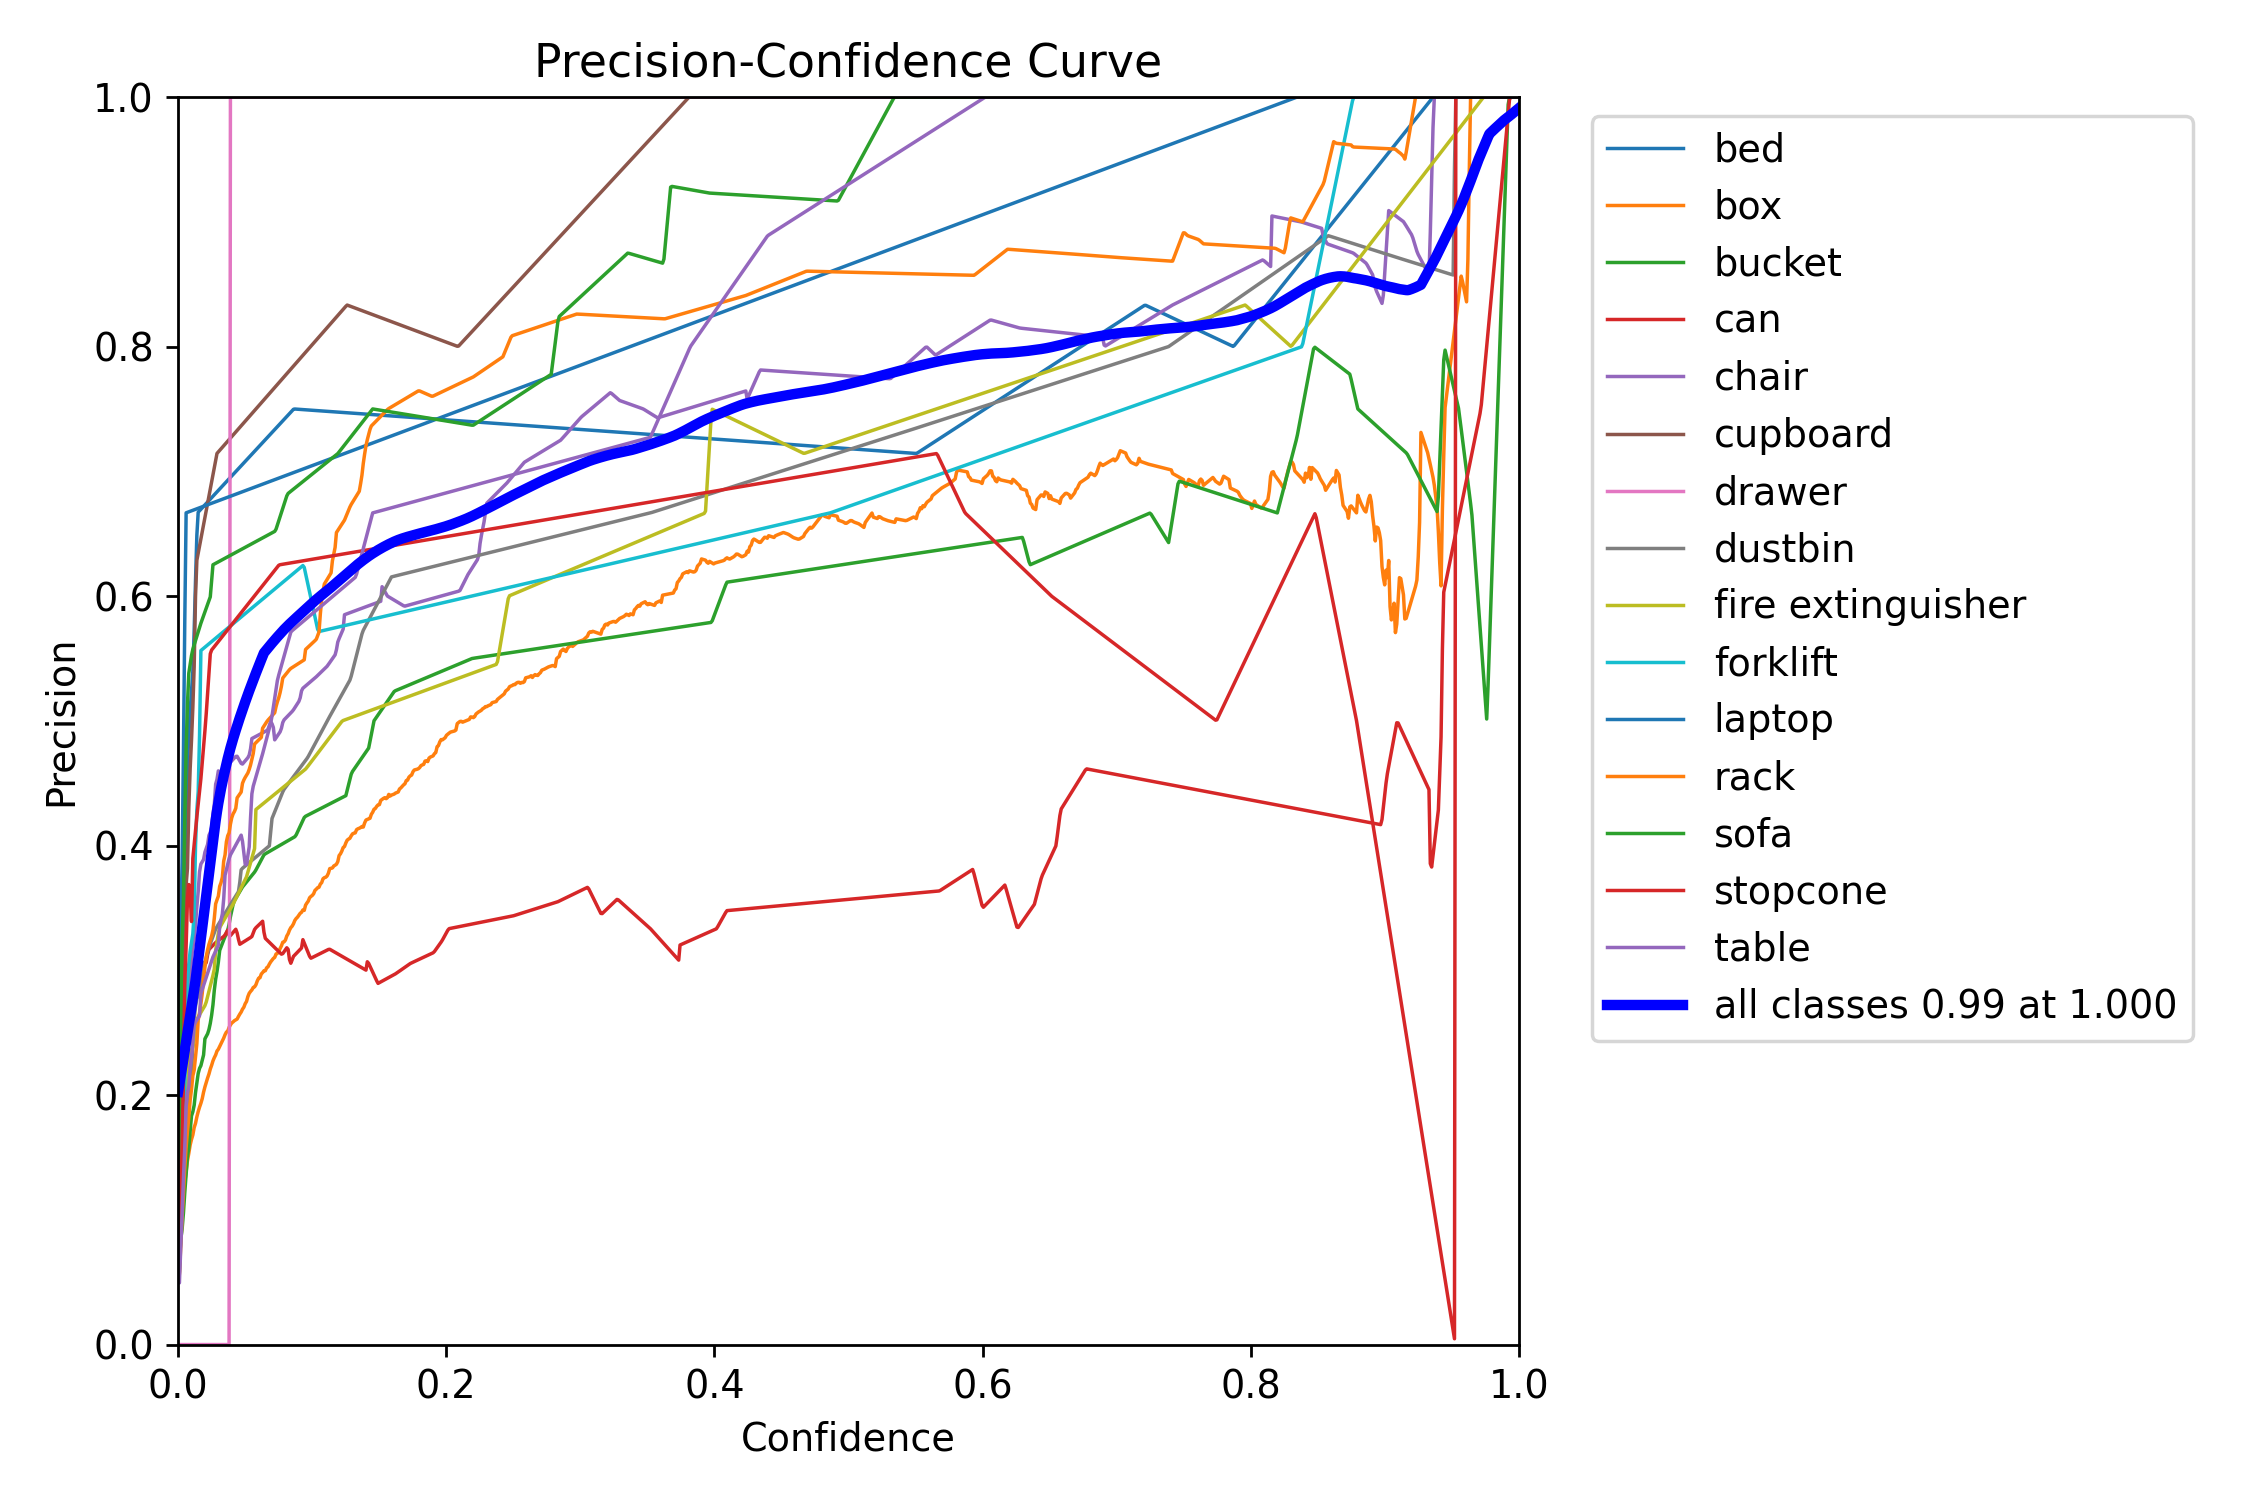 Precision-Confidence Curve
1.0
0.8
0.6
0.4
0.2
0.0
Precision
0.0 0.2 0.4 0.6 0.8 1.0
Confidence
bed
box
bucket
can
chair
cupboard
drawer
dustbin
fire extinguisher
forklift
laptop
rack
sofa
stopcone
table
all classes 0.99 at 1.000